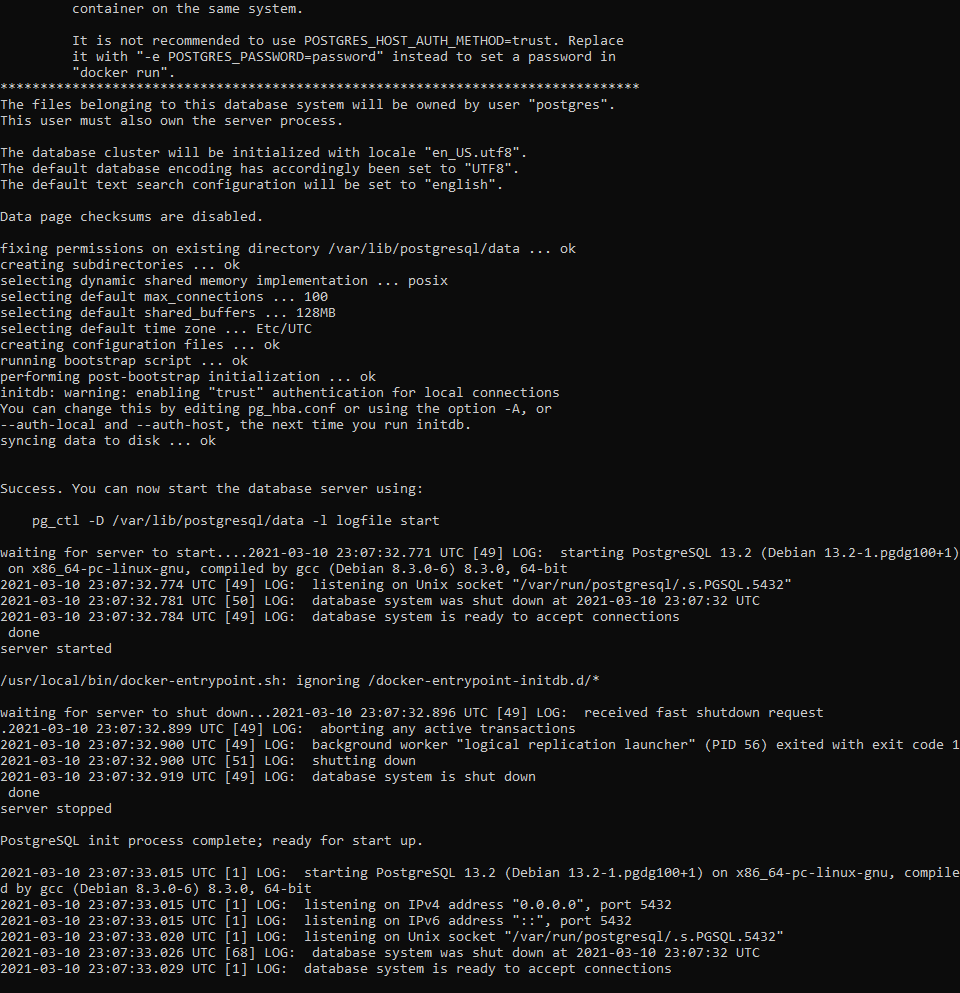 container on the same system.
It is not recommended to use POSTGRES_HOST_AUTH_METHOD=trust. Replace
it with "-e POSTGRES_PASSWORD=password" instead to set a password in
"docker run".
********************************************************************************
The files belonging to this database system will be owned by user "postgres".
This user must also own the server process.
The database cluster will be initialized with locale "en_US.utf8".
The default database encoding has accordingly been set to "UTF8".
The default text search configuration will be set to "english".
Data page checksums are disabled.
fixing permissions on existing directory /var/lib/postgresql/data ... ok
creating subdirectories ... ok
selecting dynamic shared memory implementation ... posix
selecting default max_connections ... 100
selecting default shared_buffers ... 128MB
selecting default time zone ... Etc/UTC
creating configuration files ... ok
running bootstrap script ... ok
performing post-bootstrap initialization ... ok
initdb: warning: enabling "trust" authentication for local connections
You can change this by editing pg_hba.conf or using the option -A, or
--auth-local and --auth-host, the next time you run initdb.
syncing data to disk ... ok
Success. You can now start the database server using:
pg_ctl -D /var/lib/postgresql/data -l logfile start
waiting for server to start....2021-03-10 23:07:32.771 UTC [49] LOG:  starting PostgreSQL 13.2 (Debian 13.2-1.pgdg100+1)
on x86_64-pc-linux-gnu, compiled by gcc (Debian 8.3.0-6) 8.3.0, 64-bit
2021-03-10 23:07:32.774 UTC [49] LOG:  listening on Unix socket "/var/run/postgresql/.s.PGSQL.5432"
2021-03-10 23:07:32.781 UTC [50] LOG:  database system was shut down at 2021-03-10 23:07:32 UTC
2021-03-10 23:07:32.784 UTC [49] LOG:  database system is ready to accept connections
done
server started
/usr/local/bin/docker-entrypoint.sh: ignoring /docker-entrypoint-initdb.d/*
waiting for server to shut down...2021-03-10 23:07:32.896 UTC [49] LOG:  received fast shutdown request
.2021-03-10 23:07:32.899 UTC [49] LOG:  aborting any active transactions
2021-03-10 23:07:32.900 UTC [49] LOG:  background worker "logical replication launcher" (PID 56) exited with exit code 1
2021-03-10 23:07:32.900 UTC [51] LOG:  shutting down
2021-03-10 23:07:32.919 UTC [49] LOG:  database system is shut down
done
server stopped
PostgreSQL init process complete; ready for start up.
2021-03-10 23:07:33.015 UTC [1] LOG:  starting PostgreSQL 13.2 (Debian 13.2-1.pgdg100+1) on x86_64-pc-linux-gnu, compile
d by gcc (Debian 8.3.0-6) 8.3.0, 64-bit
2021-03-10 23:07:33.015 UTC [1] LOG:  listening on IPv4 address "0.0.0.0", port 5432
2021-03-10 23:07:33.015 UTC [1] LOG:  listening on IPv6 address "::", port 5432
2021-03-10 23:07:33.020 UTC [1] LOG:  listening on Unix socket "/var/run/postgresql/.s.PGSQL.5432"
2021-03-10 23:07:33.026 UTC [68] LOG:  database system was shut down at 2021-03-10 23:07:32 UTC
2021-03-10 23:07:33.029 UTC [1] LOG:  database system is ready to accept connections